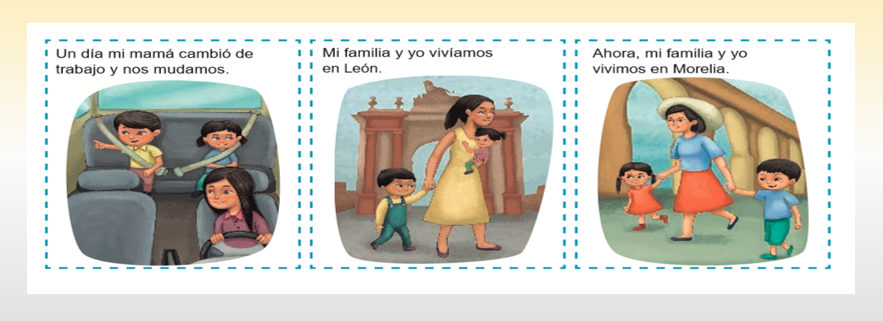 Un día mi mamá cambió de
trabajo y nos mudamos.
Mi familia y yo vivíamos
en León.
Ahora, mi familia y yo
vivimos en Morelia.